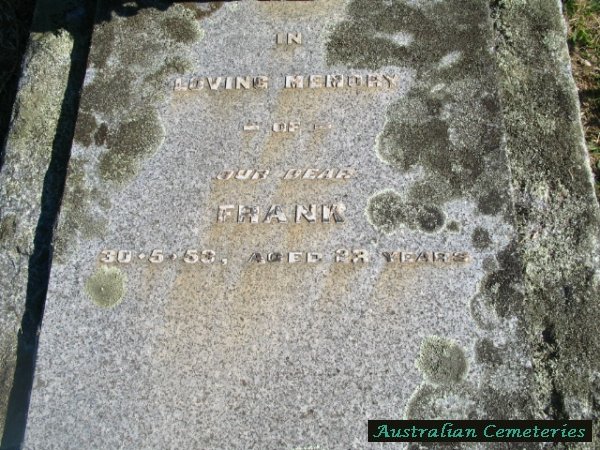 IN
LOVING MEMORY
– OF –
OUR DEAR
FRANK
AGED YEARS
Australian Cemeteries